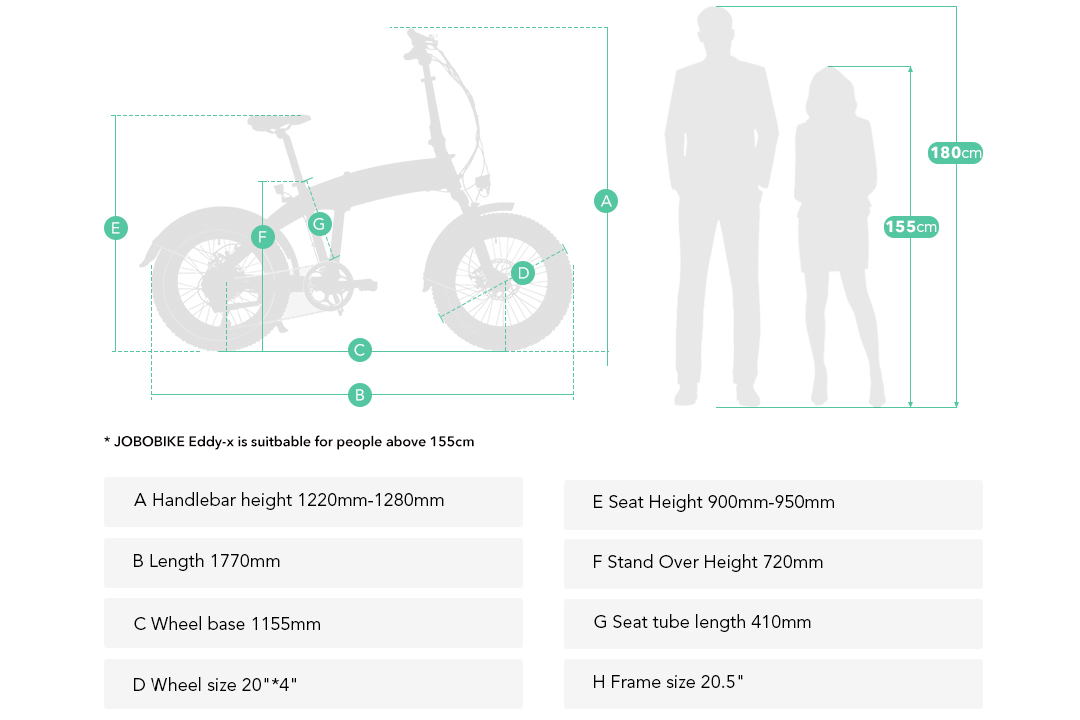 A
B
C
D
E
F
G
180cm
155cm
* JOBOBIKE Eddy-x is suitbable for people above 155cm
A Handlebar height 1220mm-1280mm
B Length 1770mm
C Wheel base 1155mm
D Wheel size 20"*4"
E Seat Height 900mm-950mm
F Stand Over Height 720mm
G Seat tube length 410mm
H Frame size 20.5"